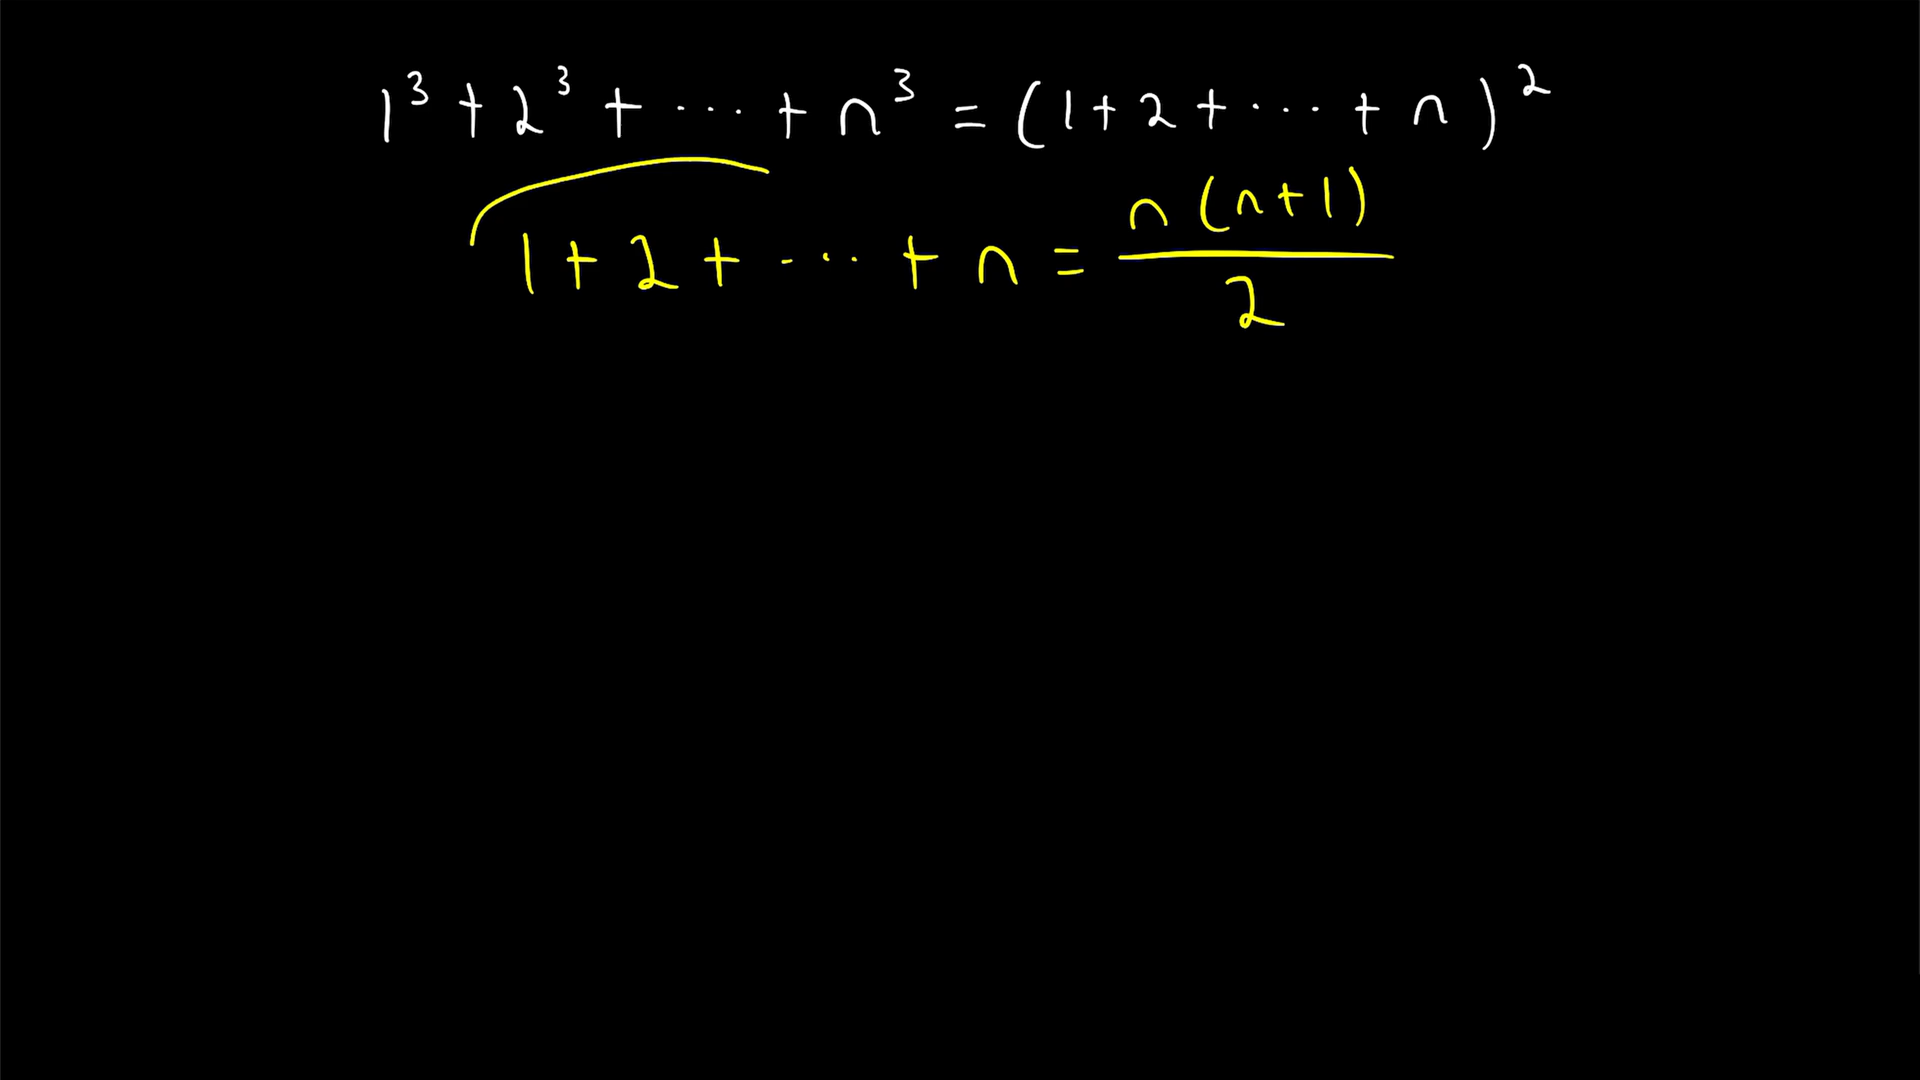 1³ + 2³ + ··· + n³ = (1 + 2 + ··· + n)²
1 + 2 + ··· + n = n(n+1)/2